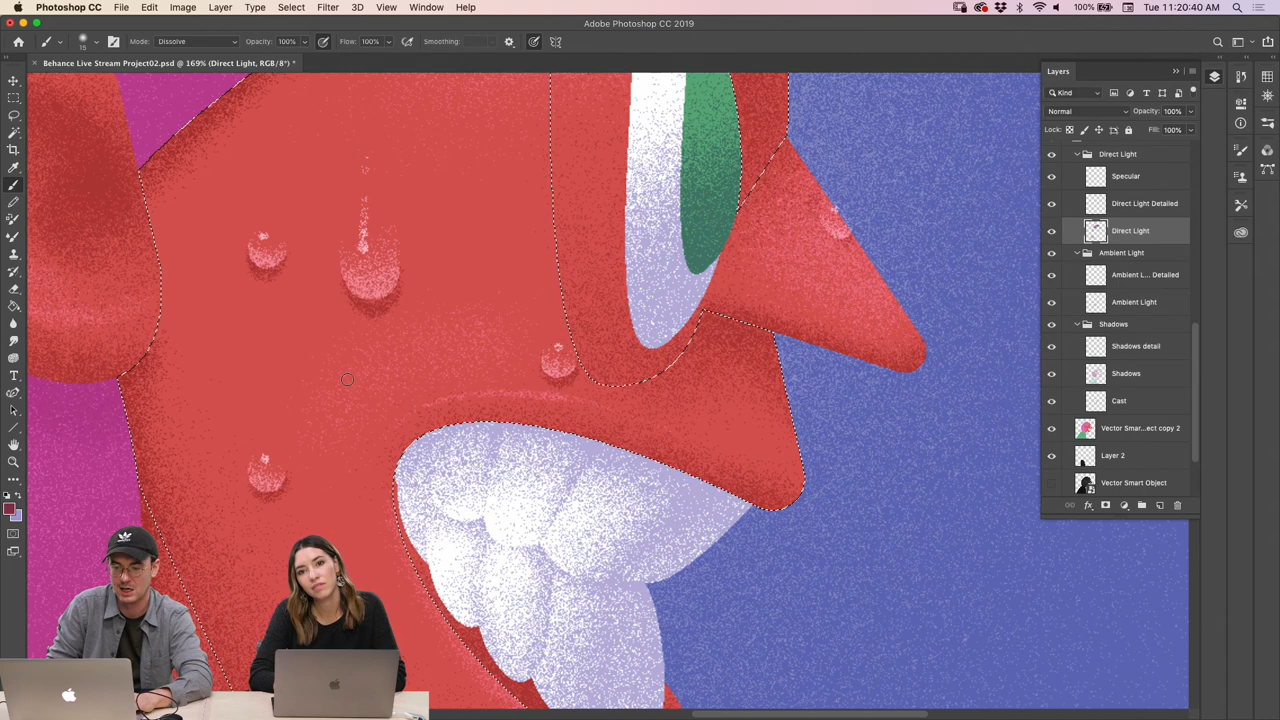 Photoshop CC File Edit Image Layer Type Select Filter 3D View Window Help 100% Tue 11:20:40 AM
Adobe Photoshop CC 2019
15 Mode: Dissolve Opacity: 100% Flow: 100% Smoothing:
× Behance Live Stream Project02.psd @ 169% (Direct Light, RGB/8*) *
Layers
Kind
Normal Opacity: 100%
Lock: Fill: 100%
Direct Light
Specular
Direct Light Detailed
Direct Light
Ambient Light
Ambient L... Detailed
Ambient Light
Shadows
Shadows detail
Shadows
Cast
Vector Smar...ect copy 2
Layer 2
Vector Smart Object
fx